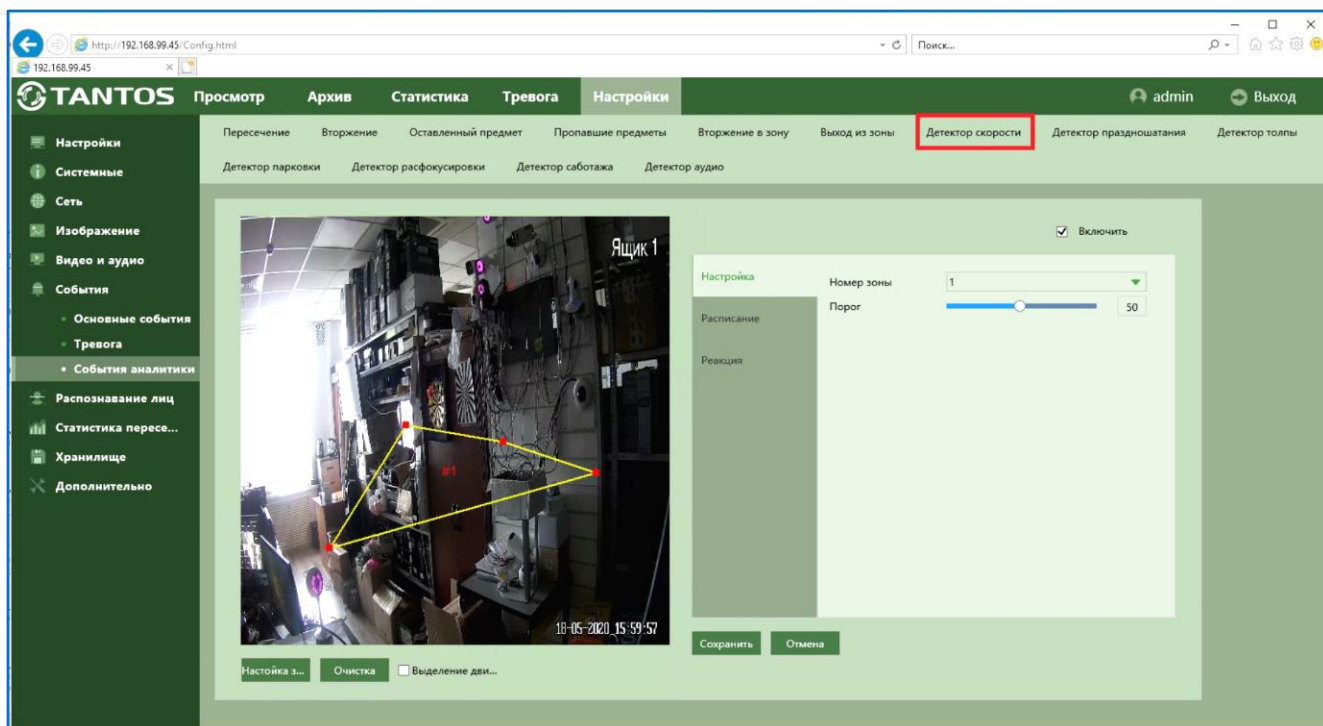 http://192.168.99.45/Config.html
Поиск...
192.168.99.45
TANTOS Просмотр Архив Статистика Тревога Настройки admin Выход
Настройки
Системные
Сеть
Изображение
Видео и аудио
События
Основные события
Тревога
События аналитики
Распознавание лиц
Статистика пересе...
Хранилище
Дополнительно
Пересечение Вторжение Оставленный предмет Пропавшие предметы Вторжение в зону Выход из зоны Детектор скорости Детектор праздношатания Детектор толпы
Детектор парковки Детектор расфокусировки Детектор саботажа Детектор аудио
Ящик 1
#1
18-05-2020 15:59:57
Настойка з... Очистка Выделение дви...
Включить
Настройка
Расписание
Реакция
Номер зоны 1
Порог 50
Сохранить Отмена